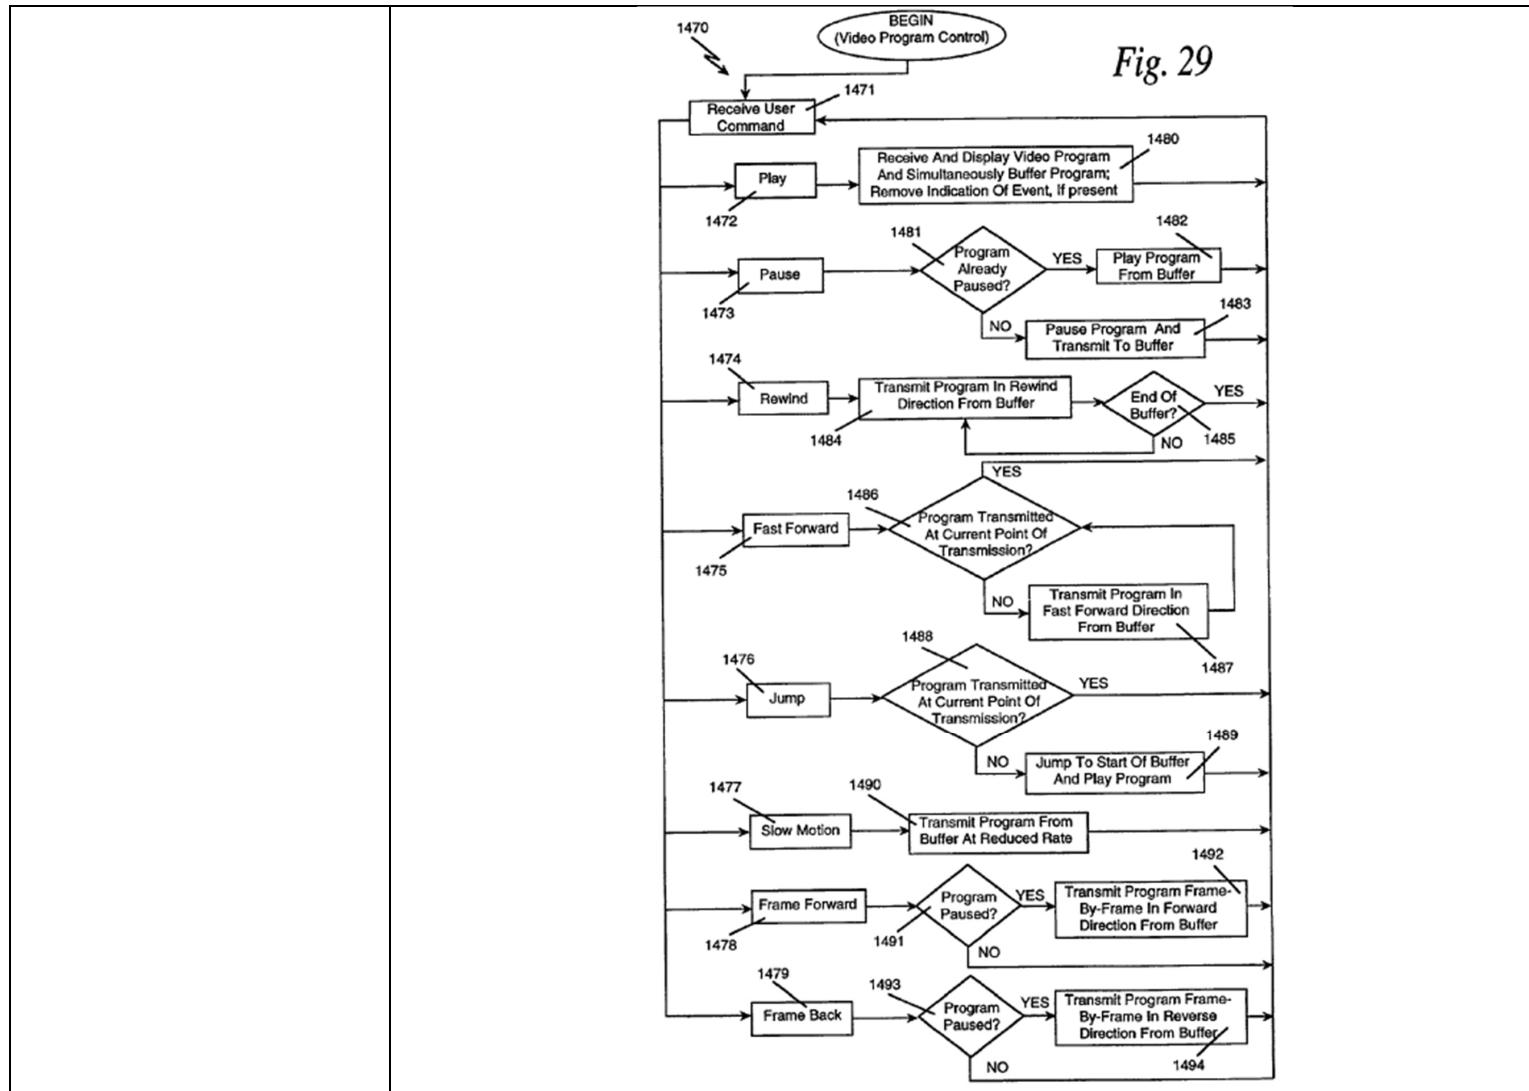 BEGIN
(Video Program Control)
1470
Fig. 29
1471
Receive User
Command
1480
Receive And Display Video Program
And Simultaneously Buffer Program;
Remove Indication Of Event, If present
Play
1472
1482
1481
Program
Already
Paused?
YES
Play Program
From Buffer
Pause
1473
1483
NO
Pause Program And
Transmit To Buffer
1474
Rewind
Transmit Program In Rewind
Direction From Buffer
End Of
Buffer?
YES
1484
1485
NO
YES
1486
Fast Forward
Program Transmitted
At Current Point Of
Transmission?
1475
NO
Transmit Program In
Fast Forward Direction
From Buffer
1488
1487
1476
Jump
Program Transmitted
At Current Point Of
Transmission?
YES
1489
NO
Jump To Start Of Buffer
And Play Program
1477
1490
Slow Motion
Transmit Program From
Buffer At Reduced Rate
1492
Frame Forward
Program
Paused?
YES
Transmit Program Frame-
By-Frame In Forward
Direction From Buffer
1478
1491
NO
1479
1493
Frame Back
Program
Paused?
YES
Transmit Program Frame-
By-Frame In Reverse
Direction From Buffer
NO
1494